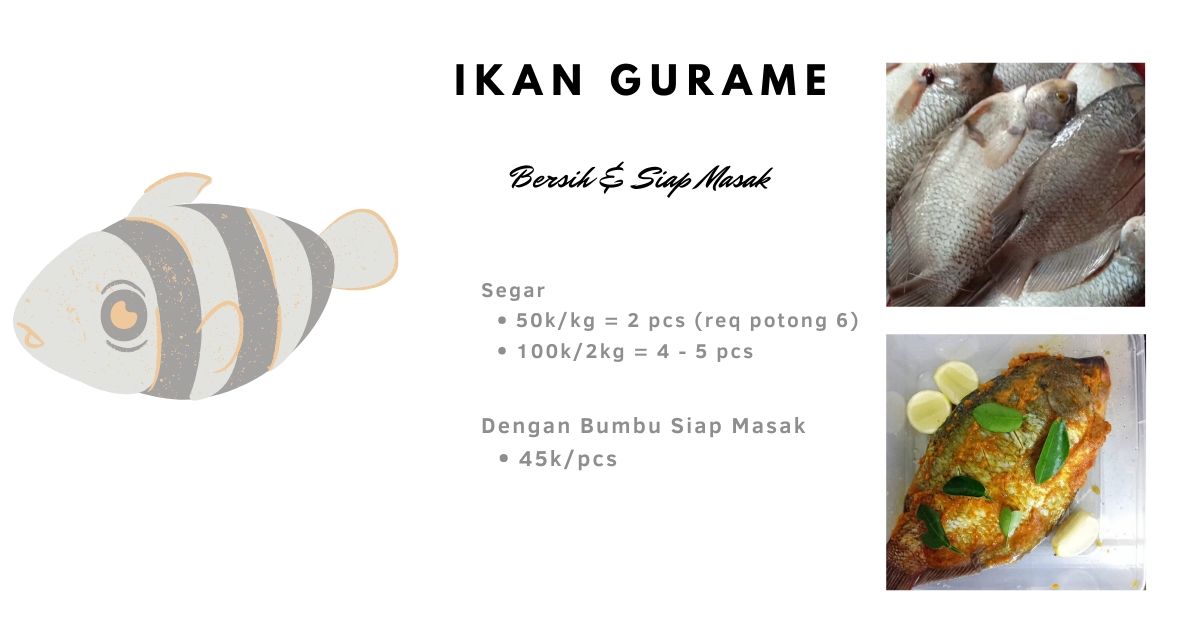 IKAN GURAME
Bersih & Siap Masak
Segar
• 50k/kg = 2 pcs (req potong 6)
• 100k/2kg = 4 - 5 pcs
Dengan Bumbu Siap Masak
• 45k/pcs